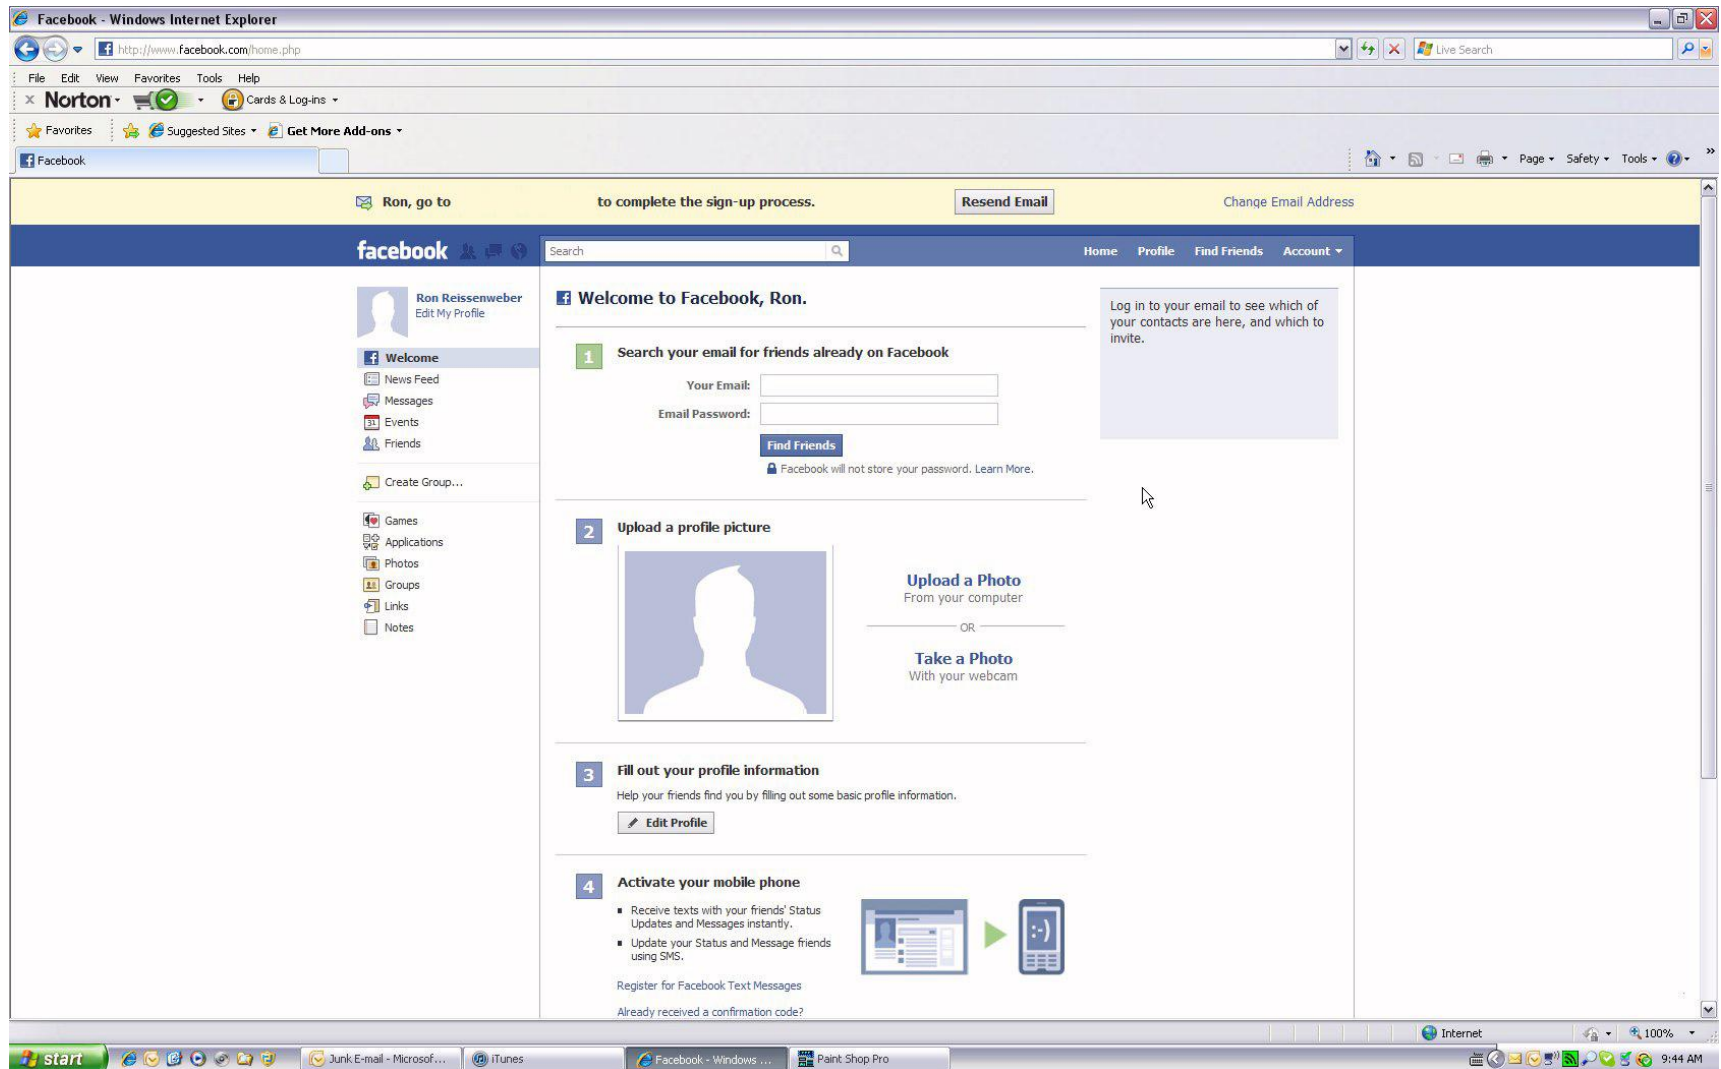 Facebook - Windows Internet Explorer
http://www.facebook.com/home.php
Live Search
File Edit View Favorites Tools Help
x Norton Cards & Log-ins
Favorites Suggested Sites Get More Add-ons
Facebook Page Safety Tools »
Ron, go to to complete the sign-up process. Resend Email Change Email Address
facebook Search Home Profile Find Friends Account
Ron Reissenweber
Edit My Profile
Welcome
News Feed
Messages
31 Events
Friends
Create Group...
Games
Applications
Photos
Groups
Links
Notes
Welcome to Facebook, Ron.
1 Search your email for friends already on Facebook
Your Email:
Email Password:
Find Friends
Facebook will not store your password. Learn More.
2 Upload a profile picture
Upload a Photo
From your computer
OR
Take a Photo
With your webcam
3 Fill out your profile information
Help your friends find you by filling out some basic profile information.
Edit Profile
4 Activate your mobile phone
Receive texts with your friends' Status
Updates and Messages instantly.
Update your Status and Message friends
using SMS.
:-)
Register for Facebook Text Messages
Already received a confirmation code?
Log in to your email to see which of
your contacts are here, and which to
invite.
Internet 100%
start Junk E-mail - Microsof... iTunes Facebook - Windows ... Paint Shop Pro 9:44 AM